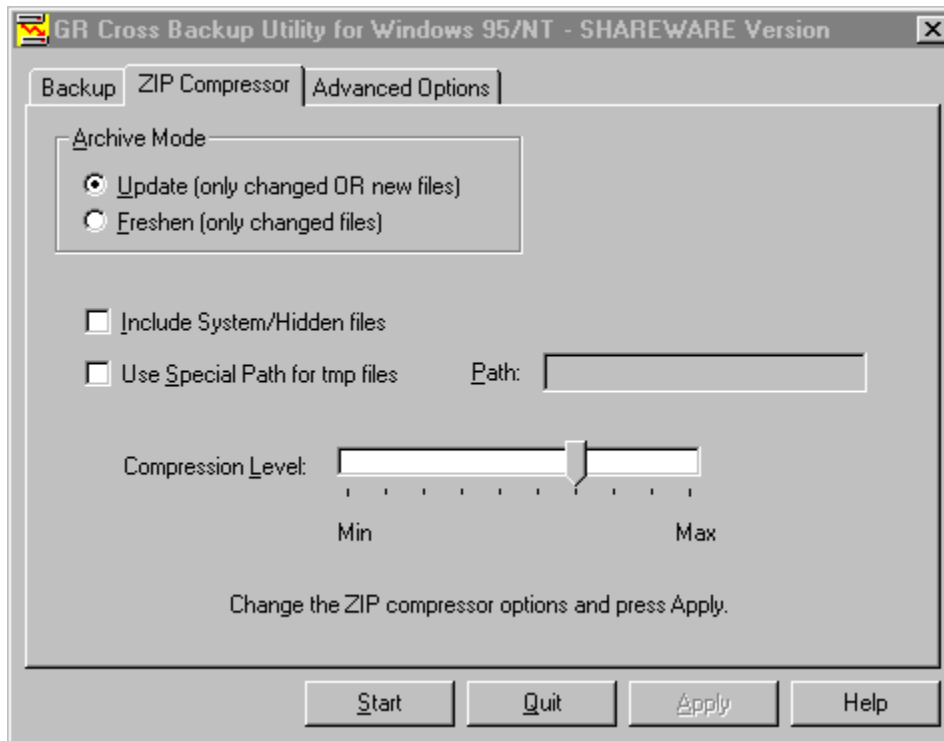 GR Cross Backup Utility for Windows 95/NT - SHAREWARE Version
Backup ZIP Compressor Advanced Options
Archive Mode
Update (only changed OR new files)
Freshen (only changed files)
Include System/Hidden files
Use Special Path for tmp files Path:
Compression Level:
Min Max
Change the ZIP compressor options and press Apply.
Start Quit Apply Help